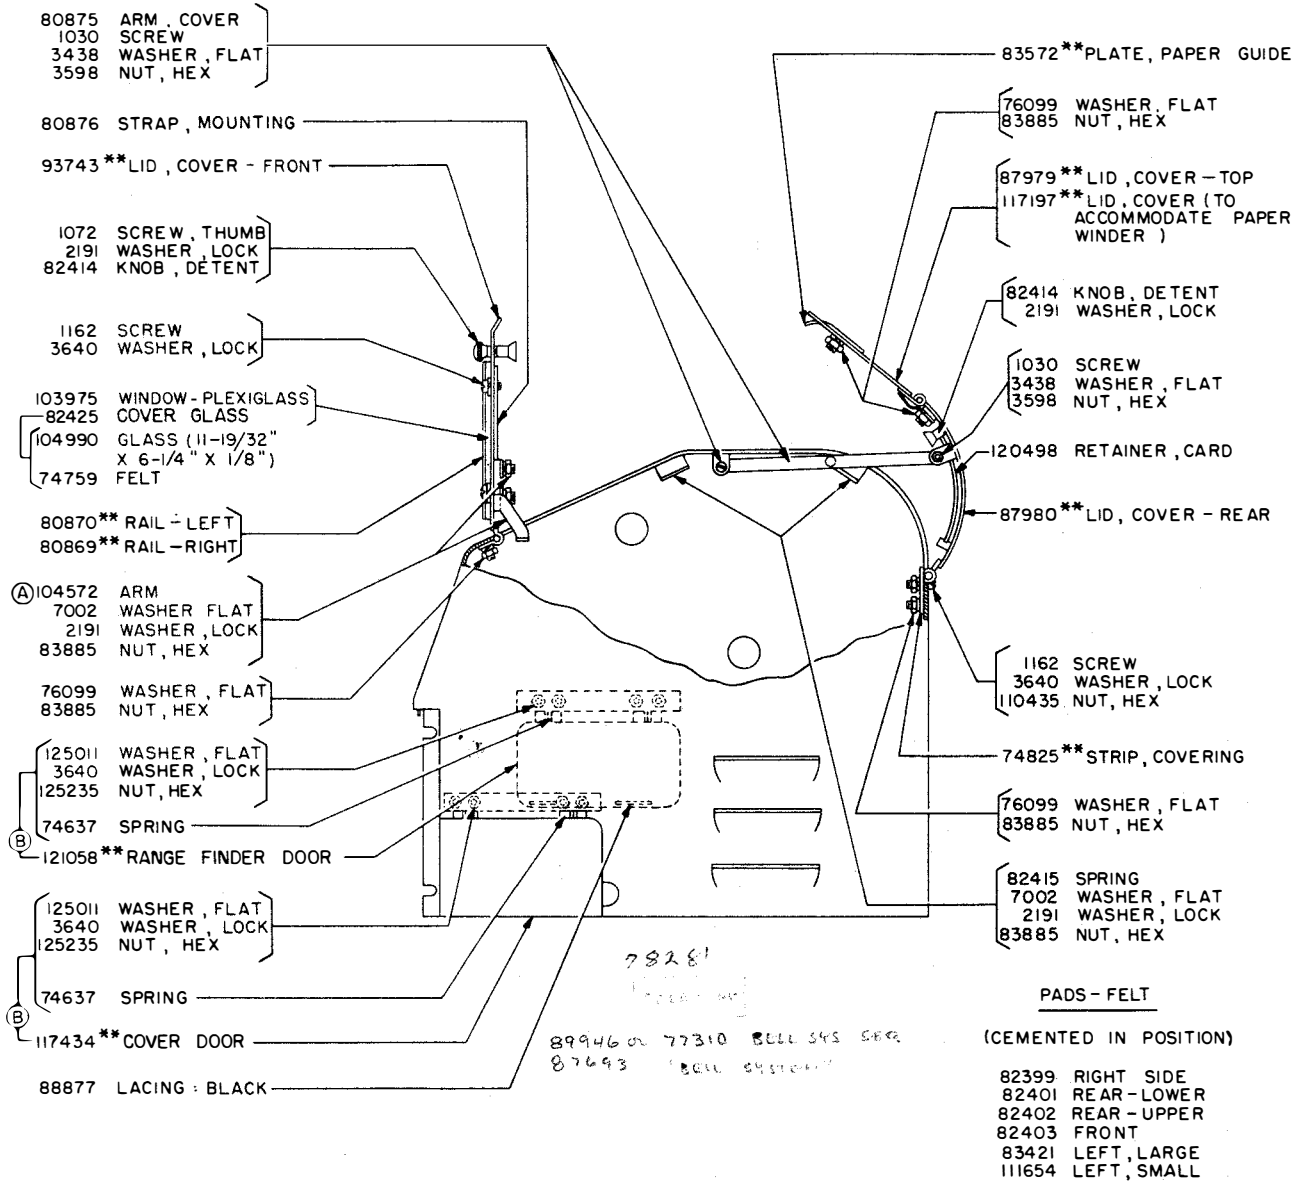 80875 ARM, COVER
1030 SCREW
3438 WASHER, FLAT
3598 NUT, HEX
80876 STRAP, MOUNTING
93743 ** LID, COVER - FRONT
1072 SCREW, THUMB
2191 WASHER, LOCK
82414 KNOB, DETENT
1162 SCREW
3640 WASHER, LOCK
103975 WINDOW-PLEXIGLASS
82425 COVER GLASS
104990 GLASS (11-19/32"
X 6-1/4" X 1/8")
74759 FELT
80870 ** RAIL-LEFT
80869 ** RAIL-RIGHT
A 104572 ARM
7002 WASHER FLAT
2191 WASHER, LOCK
83885 NUT, HEX
76099 WASHER, FLAT
83885 NUT, HEX
125011 WASHER, FLAT
3640 WASHER, LOCK
125235 NUT, HEX
74637 SPRING
B
121058 ** RANGE FINDER DOOR
125011 WASHER, FLAT
3640 WASHER, LOCK
125235 NUT, HEX
74637 SPRING
B
117434 ** COVER DOOR
88877 LACING: BLACK
83572 ** PLATE, PAPER GUIDE
76099 WASHER, FLAT
83885 NUT, HEX
87979 ** LID, COVER-TOP
117197 ** LID, COVER (TO
ACCOMMODATE PAPER
WINDER )
82414 KNOB, DETENT
2191 WASHER, LOCK
1030 SCREW
3438 WASHER, FLAT
3598 NUT, HEX
120498 RETAINER, CARD
87980 ** LID, COVER-REAR
1162 SCREW
3640 WASHER, LOCK
110435 NUT, HEX
74825 ** STRIP, COVERING
76099 WASHER, FLAT
83885 NUT, HEX
82415 SPRING
7002 WASHER, FLAT
2191 WASHER, LOCK
83885 NUT, HEX
78281
89946 or 77310 BELL SYS
87693 BELL SYSTEM
PADS-FELT
(CEMENTED IN POSITION)
82399 RIGHT SIDE
82401 REAR-LOWER
82402 REAR-UPPER
82403 FRONT
83421 LEFT, LARGE
111654 LEFT, SMALL